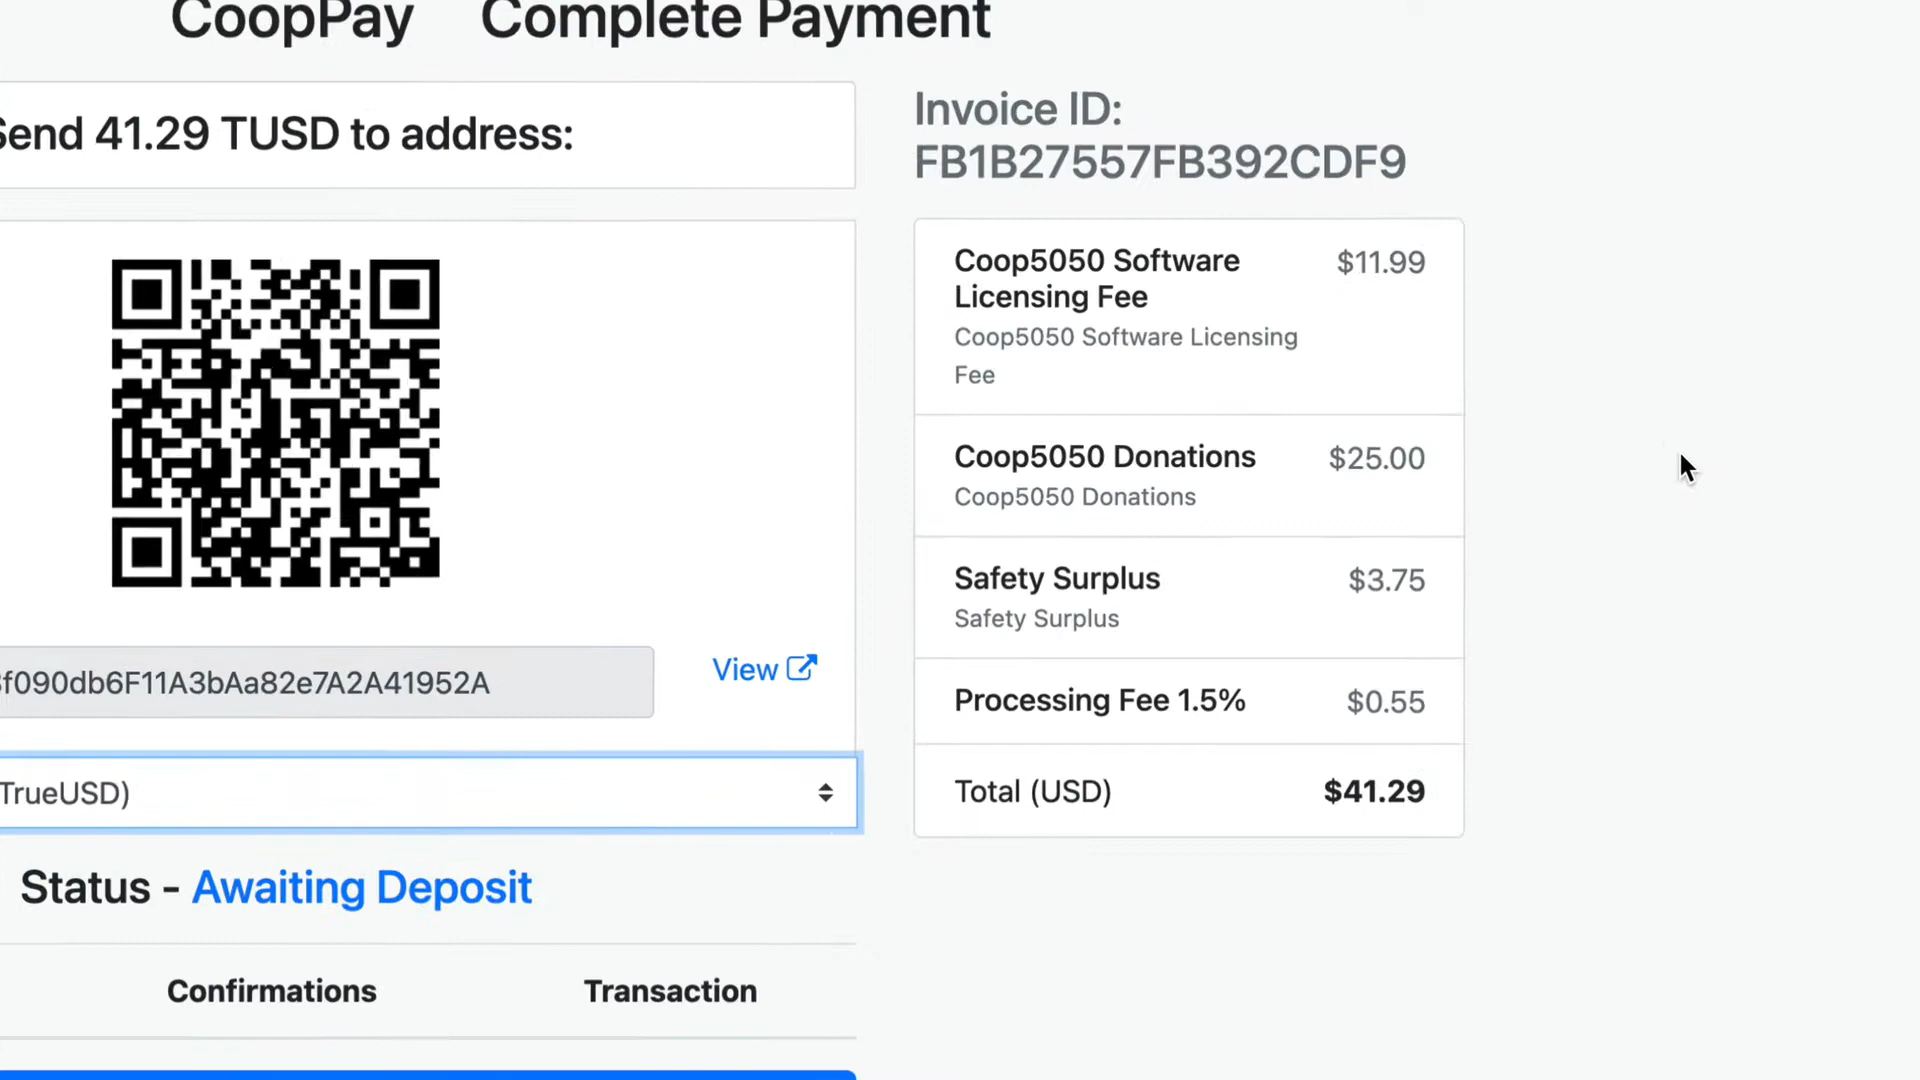 CoopPay Complete Payment
Send 41.29 TUSD to address:
f090db6F11A3bAa82e7A2A41952A
View
TrueUSD)
Status - Awaiting Deposit
Confirmations Transaction
Invoice ID:
FB1B27557FB392CDF9
Coop5050 Software $11.99
Licensing Fee
Coop5050 Software Licensing
Fee
Coop5050 Donations $25.00
Coop5050 Donations
Safety Surplus $3.75
Safety Surplus
Processing Fee 1.5% $0.55
Total (USD) $41.29